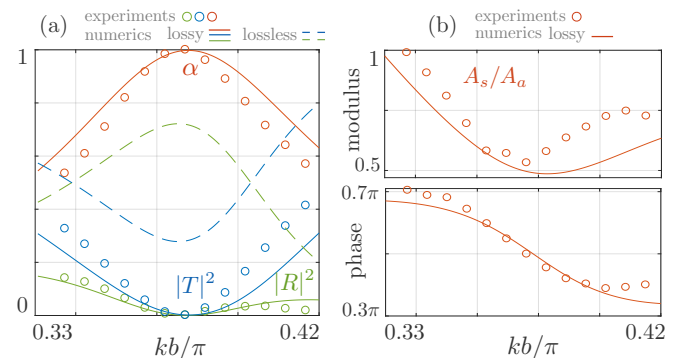 (a)
experiments
numerics lossy lossless
1
α
|T|²
|R|²
0
0.33 0.42
kb/π
(b)
experiments
numerics lossy
1
modulus
A_s/A_a
0.5
0.7π
phase
0.3π
0.33 0.42
kb/π